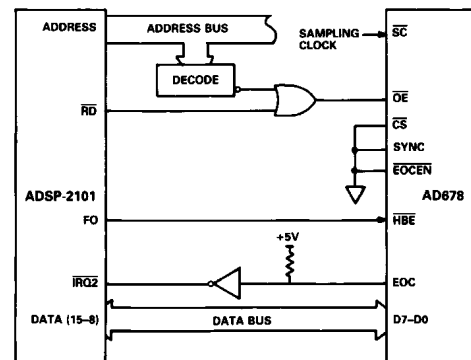 ADDRESS
ADDRESS BUS
SAMPLING
CLOCK
SC
DECODE
RD
OE
CS
SYNC
EOCEN
ADSP-2101
AD678
FO
HBE
+5V
IRQ2
EOC
DATA (15–8)
DATA BUS
D7–D0